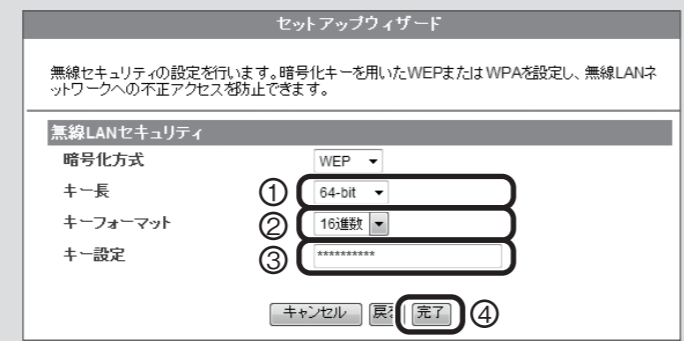 セットアップウィザード
無線セキュリティの設定を行います。暗号化キーを用いたWEPまたはWPAを設定し、無線LANネ
ットワークへの不正アクセスを防止できます。
無線LANセキュリティ
暗号化方式 WEP
キー長 ① 64-bit
キーフォーマット ② 16進数
キー設定 ③ **********
キャンセル 戻る 完了 ④